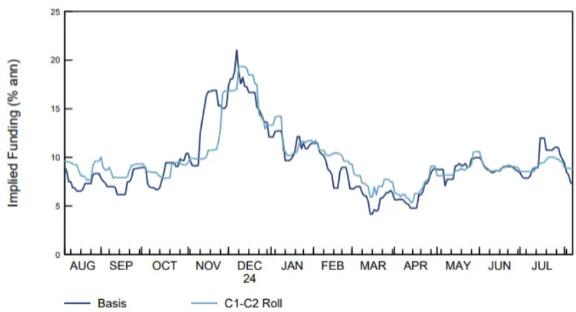 Implied Funding (% ann)
25
20
15
10
5
0
AUG SEP OCT NOV DEC JAN FEB MAR APR MAY JUN JUL
24
Basis C1-C2 Roll